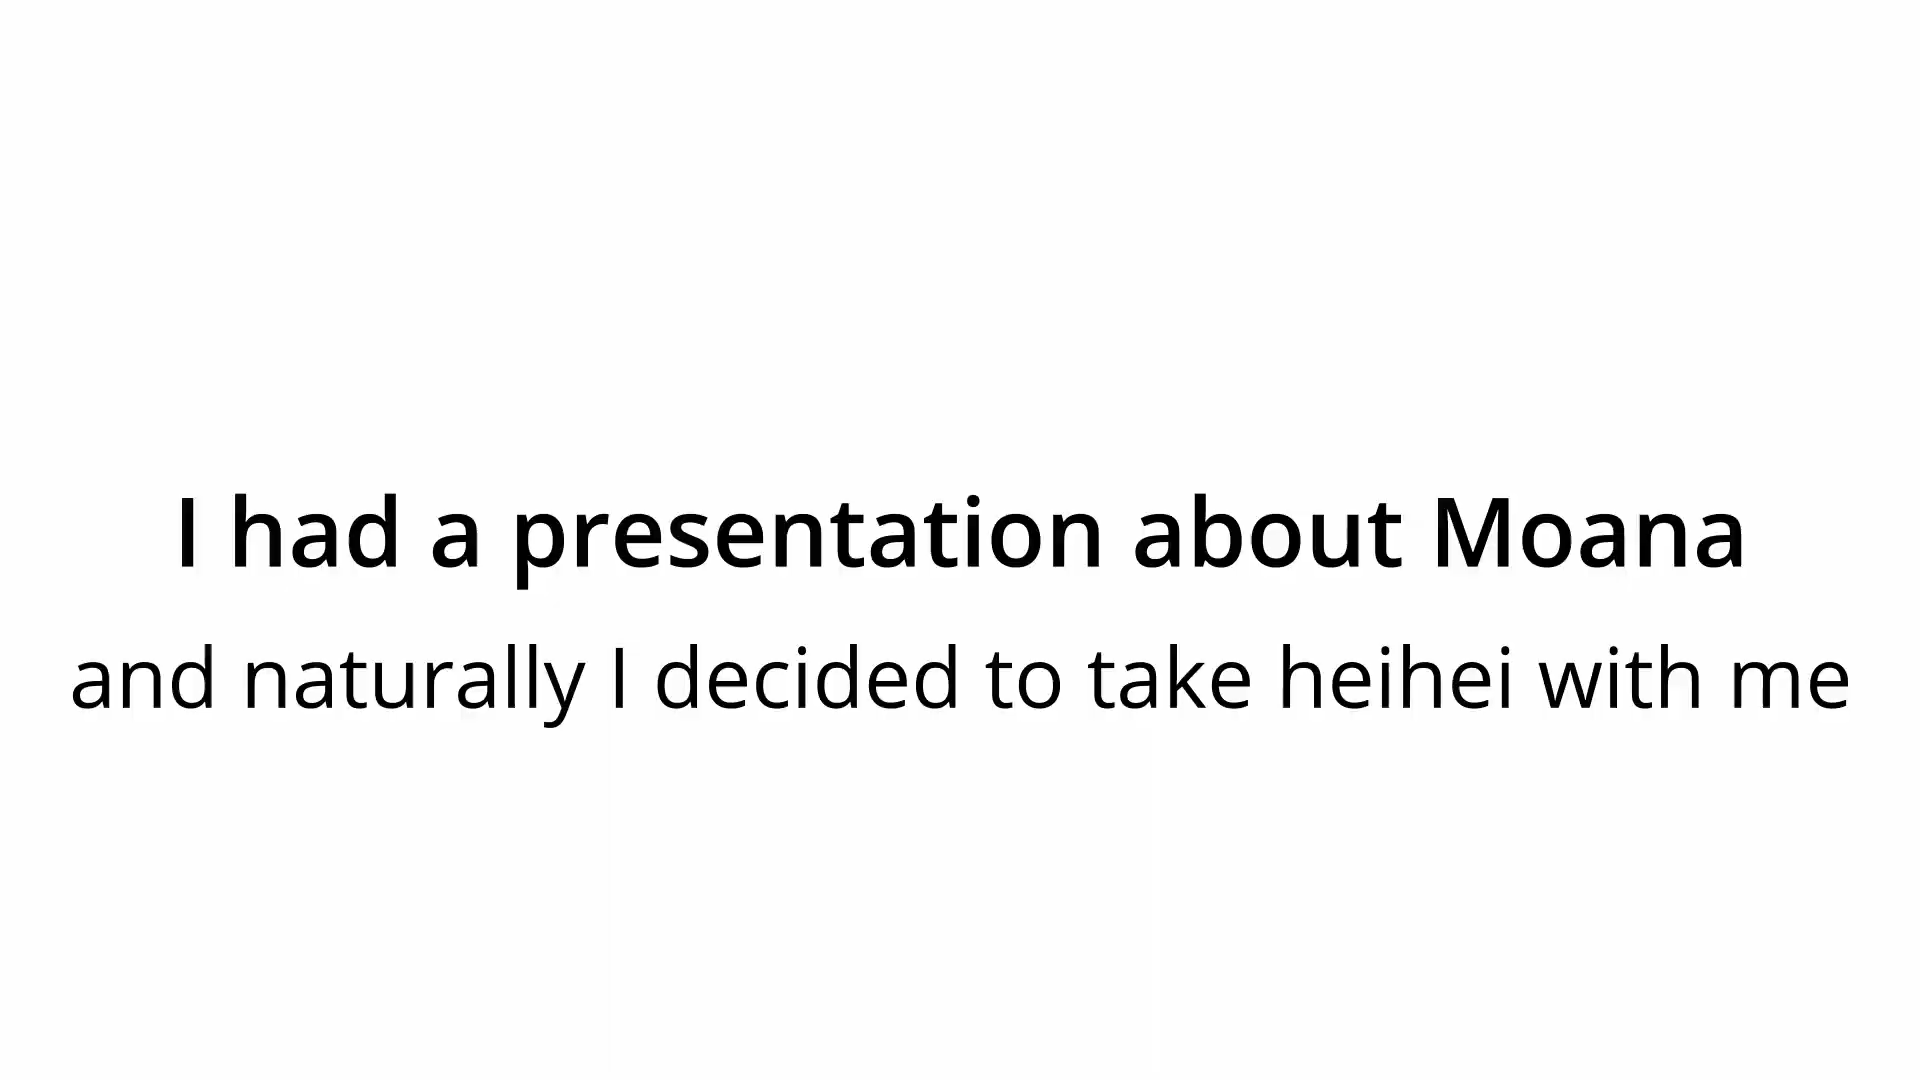 I had a presentation about Moana
and naturally I decided to take heihei with me